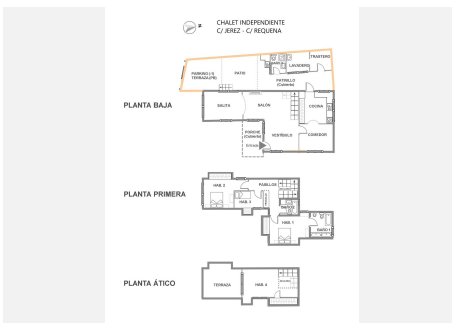 N
CHALET INDEPENDIENTE
C/ JEREZ - C/ REQUENA
TRASTERO
LAVADERO
PARKING (-1)
TERRAZA (PB)
PATIO
PATINILLO
(Cubierto)
PLANTA BAJA
SALITA
SALÓN
COCINA
PORCHE
(Cubierto)
VESTÍBULO
COMEDOR
Entrada
HAB. 2
PASILLOS
PLANTA PRIMERA
HAB. 3
BAÑO 2
HAB. 1
BAÑO 1
PLANTA ÁTICO
TERRAZA
HAB. 4